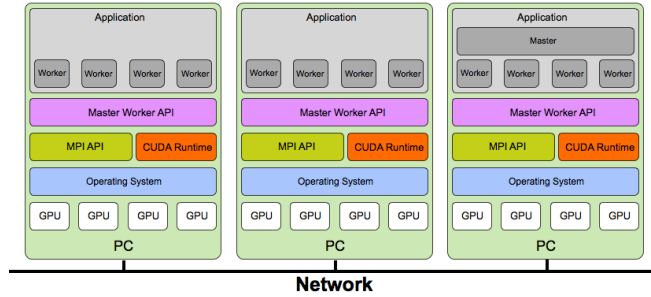 Application
Worker Worker Worker Worker
Master Worker API
MPI API CUDA Runtime
Operating System
GPU GPU GPU GPU
PC
Application
Worker Worker Worker Worker
Master Worker API
MPI API CUDA Runtime
Operating System
GPU GPU GPU GPU
PC
Application
Master
Worker Worker Worker Worker
Master Worker API
MPI API CUDA Runtime
Operating System
GPU GPU GPU GPU
PC
Network